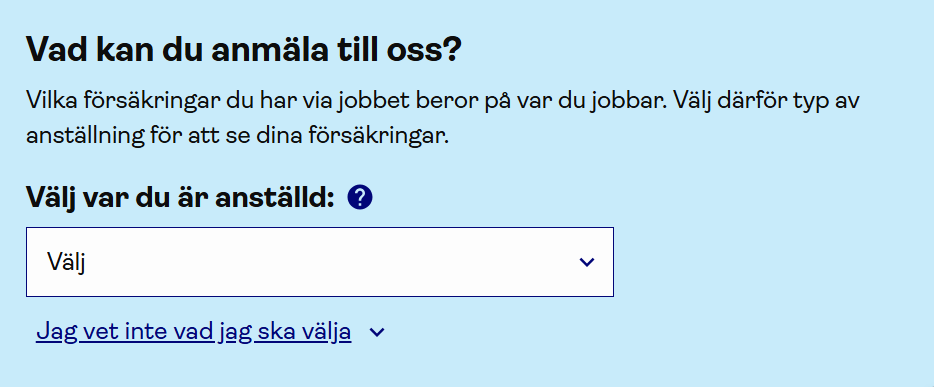 Vad kan du anmäla till oss?
Vilka försäkringar du har via jobbet beror på var du jobbar. Välj därför typ av
anställning för att se dina försäkringar.
Välj var du är anställd: ?
Välj
Jag vet inte vad jag ska välja